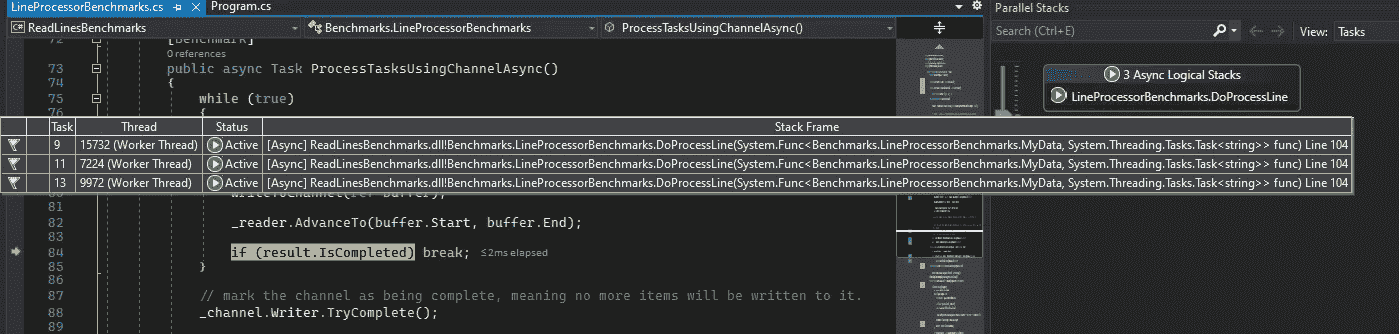 LineProcessorBenchmarks.cs
Program.cs
Parallel Stacks
ReadLinesBenchmarks
Benchmarks.LineProcessorBenchmarks
ProcessTasksUsingChannelAsync()
Search (Ctrl+E)
View: Tasks
72 [Benchmark]
0 references
73 public async Task ProcessTasksUsingChannelAsync()
74 {
75 while (true)
76 {
3 Async Logical Stacks
LineProcessorBenchmarks.DoProcessLine
Task Thread Status Stack Frame
9 15732 (Worker Thread) Active [Async] ReadLinesBenchmarks.dll!Benchmarks.LineProcessorBenchmarks.DoProcessLine(System.Func<Benchmarks.LineProcessorBenchmarks.MyData, System.Threading.Tasks.Task<string>> func) Line 104
11 7224 (Worker Thread) Active [Async] ReadLinesBenchmarks.dll!Benchmarks.LineProcessorBenchmarks.DoProcessLine(System.Func<Benchmarks.LineProcessorBenchmarks.MyData, System.Threading.Tasks.Task<string>> func) Line 104
13 9972 (Worker Thread) Active [Async] ReadLinesBenchmarks.dll!Benchmarks.LineProcessorBenchmarks.DoProcessLine(System.Func<Benchmarks.LineProcessorBenchmarks.MyData, System.Threading.Tasks.Task<string>> func) Line 104
81
82 _reader.AdvanceTo(buffer.Start, buffer.End);
83
84 if (result.IsCompleted) break; ≤2ms elapsed
85 }
86
87 // mark the channel as being complete, meaning no more items will be written to it.
88 _channel.Writer.TryComplete();
89